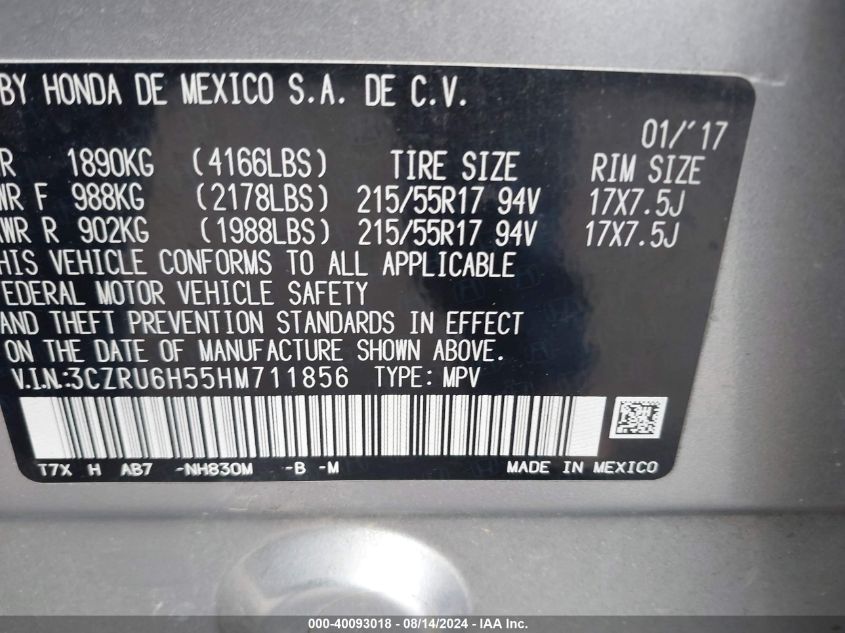 BY HONDA DE MEXICO S.A. DE C.V.
01/'17
R 1890KG (4166LBS) TIRE SIZE RIM SIZE
WR F 988KG (2178LBS) 215/55R17 94V 17X7.5J
WR R 902KG (1988LBS) 215/55R17 94V 17X7.5J
HIS VEHICLE CONFORMS TO ALL APPLICABLE
EDERAL MOTOR VEHICLE SAFETY
AND THEFT PREVENTION STANDARDS IN EFFECT
ON THE DATE OF MANUFACTURE SHOWN ABOVE.
V.I.N.:3CZRU6H55HM711856 TYPE: MPV
T7X H AB7 -NH830M -B -M MADE IN MEXICO
000-40093018 - 08/14/2024 - IAA Inc.